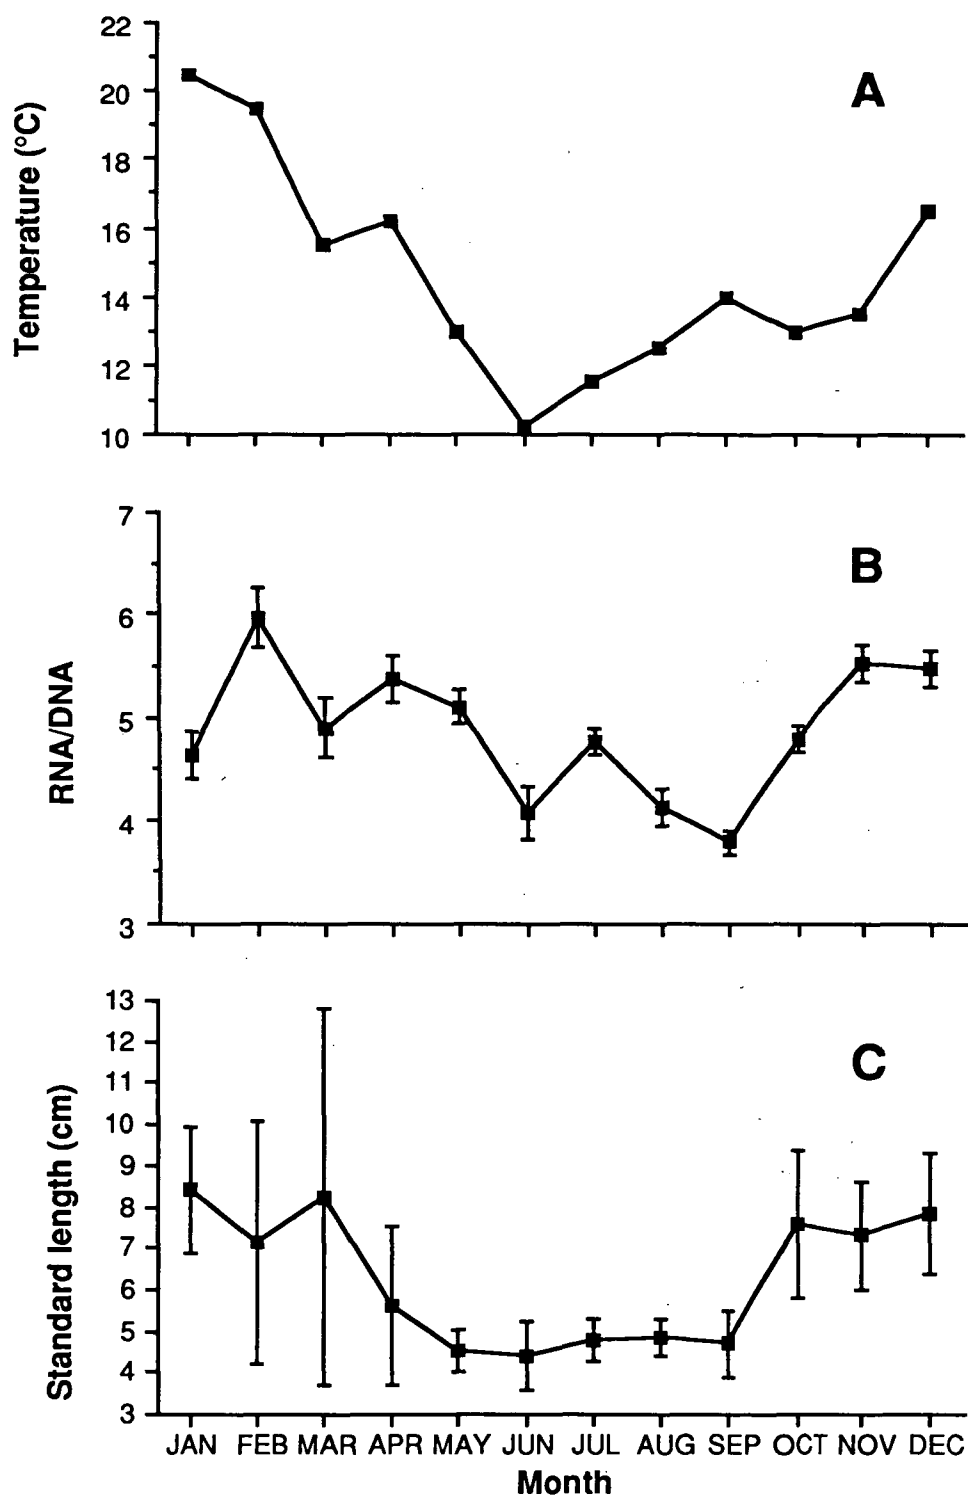 22
20
18
16
14
12
10
Temperature (°C)
A
7
6
5
4
3
RNA/DNA
B
13
12
11
10
9
8
7
6
5
4
3
Standard length (cm)
C
JAN FEB MAR APR MAY JUN JUL AUG SEP OCT NOV DEC
Month